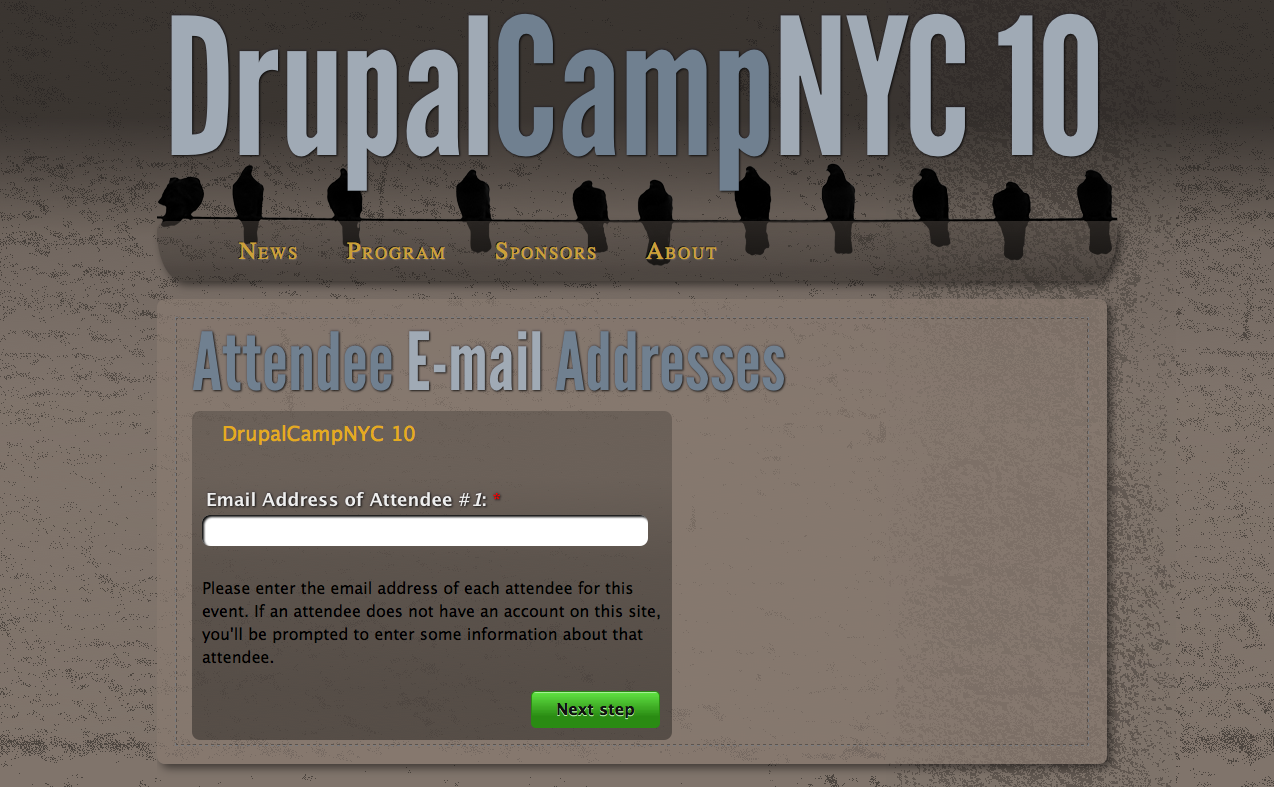 DrupalCampNYC 10
News Program Sponsors About
Attendee E-mail Addresses
DrupalCampNYC 10
Email Address of Attendee #1: *
Please enter the email address of each attendee for this
event. If an attendee does not have an account on this site,
you'll be prompted to enter some information about that
attendee.
Next step